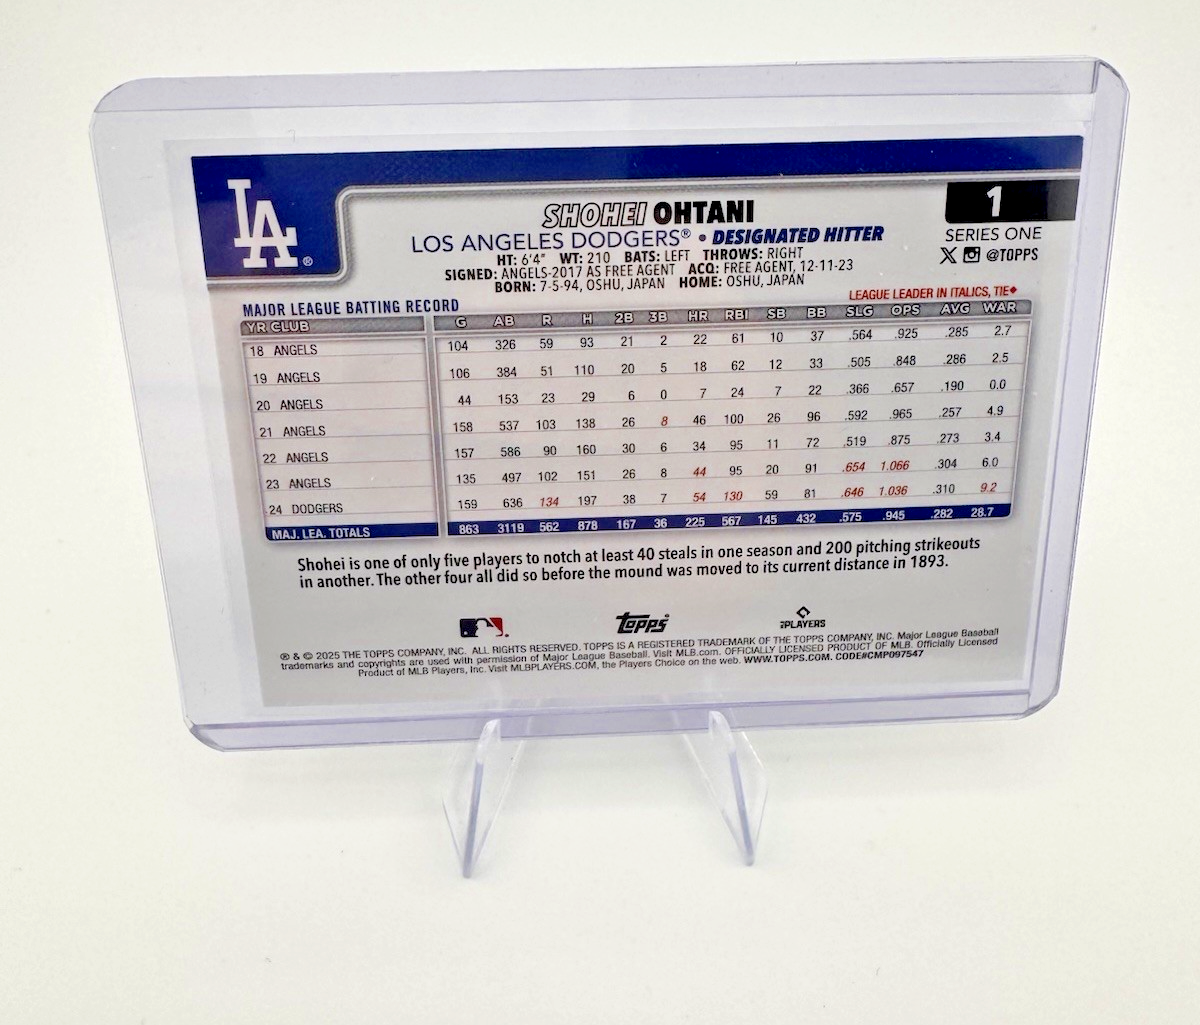 LA®
1
SERIES ONE
X @TOPPS
SHOHEI OHTANI
LOS ANGELES DODGERS® • DESIGNATED HITTER
HT: 6'4" WT: 210 BATS: LEFT THROWS: RIGHT
SIGNED: ANGELS-2017 AS FREE AGENT ACQ: FREE AGENT, 12-11-23
BORN: 7-5-94, OSHU, JAPAN HOME: OSHU, JAPAN
MAJOR LEAGUE BATTING RECORD LEAGUE LEADER IN ITALICS, TIE♦
YR CLUB G AB R H 2B 3B HR RBI SB BB SLG OPS AVG WAR
18 ANGELS 104 326 59 93 21 2 22 61 10 37 .564 .925 .285 2.7
19 ANGELS 106 384 51 110 20 5 18 62 12 33 .505 .848 .286 2.5
20 ANGELS 44 153 23 29 6 0 7 24 7 22 .366 .657 .190 0.0
21 ANGELS 158 537 103 138 26 8 46 100 26 96 .592 .965 .257 4.9
22 ANGELS 157 586 90 160 30 6 34 95 11 72 .519 .875 .273 3.4
23 ANGELS 135 497 102 151 26 8 44 95 20 91 .654 1.066 .304 6.0
24 DODGERS 159 636 134 197 38 7 54 130 59 81 .646 1.036 .310 9.2
MAJ. LEA. TOTALS 863 3119 562 878 167 36 225 567 145 432 .575 .945 .282 28.7
Shohei is one of only five players to notch at least 40 steals in one season and 200 pitching strikeouts
in another. The other four all did so before the mound was moved to its current distance in 1893.
topps® PLAYERS
® & © 2025 THE TOPPS COMPANY, INC. ALL RIGHTS RESERVED. TOPPS IS A REGISTERED TRADEMARK OF THE TOPPS COMPANY, INC. Major League Baseball
trademarks and copyrights are used with permission of Major League Baseball. Visit MLB.com. OFFICIALLY LICENSED PRODUCT OF MLB. Officially Licensed
Product of MLB Players, Inc. Visit MLBPLAYERS.COM, the Players Choice on the web. WWW.TOPPS.COM. CODE#CMP097547